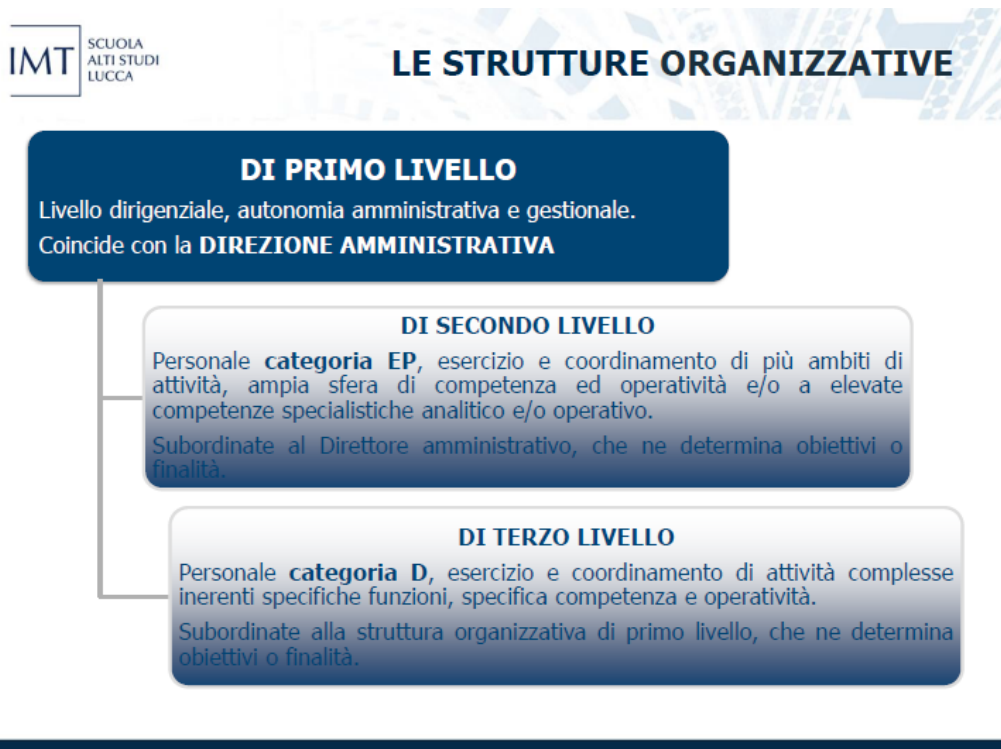 IMT
SCUOLA
ALTI STUDI
LUCCA
LE STRUTTURE ORGANIZZATIVE
DI PRIMO LIVELLO
Livello dirigenziale, autonomia amministrativa e gestionale.
Coincide con la DIREZIONE AMMINISTRATIVA
DI SECONDO LIVELLO
Personale categoria EP, esercizio e coordinamento di più ambiti di
attività, ampia sfera di competenza ed operatività e/o a elevate
competenze specialistiche analitico e/o operativo.
Subordinate al Direttore amministrativo, che ne determina obiettivi o
finalità.
DI TERZO LIVELLO
Personale categoria D, esercizio e coordinamento di attività complesse
inerenti specifiche funzioni, specifica competenza e operatività.
Subordinate alla struttura organizzativa di primo livello, che ne determina
obiettivi o finalità.